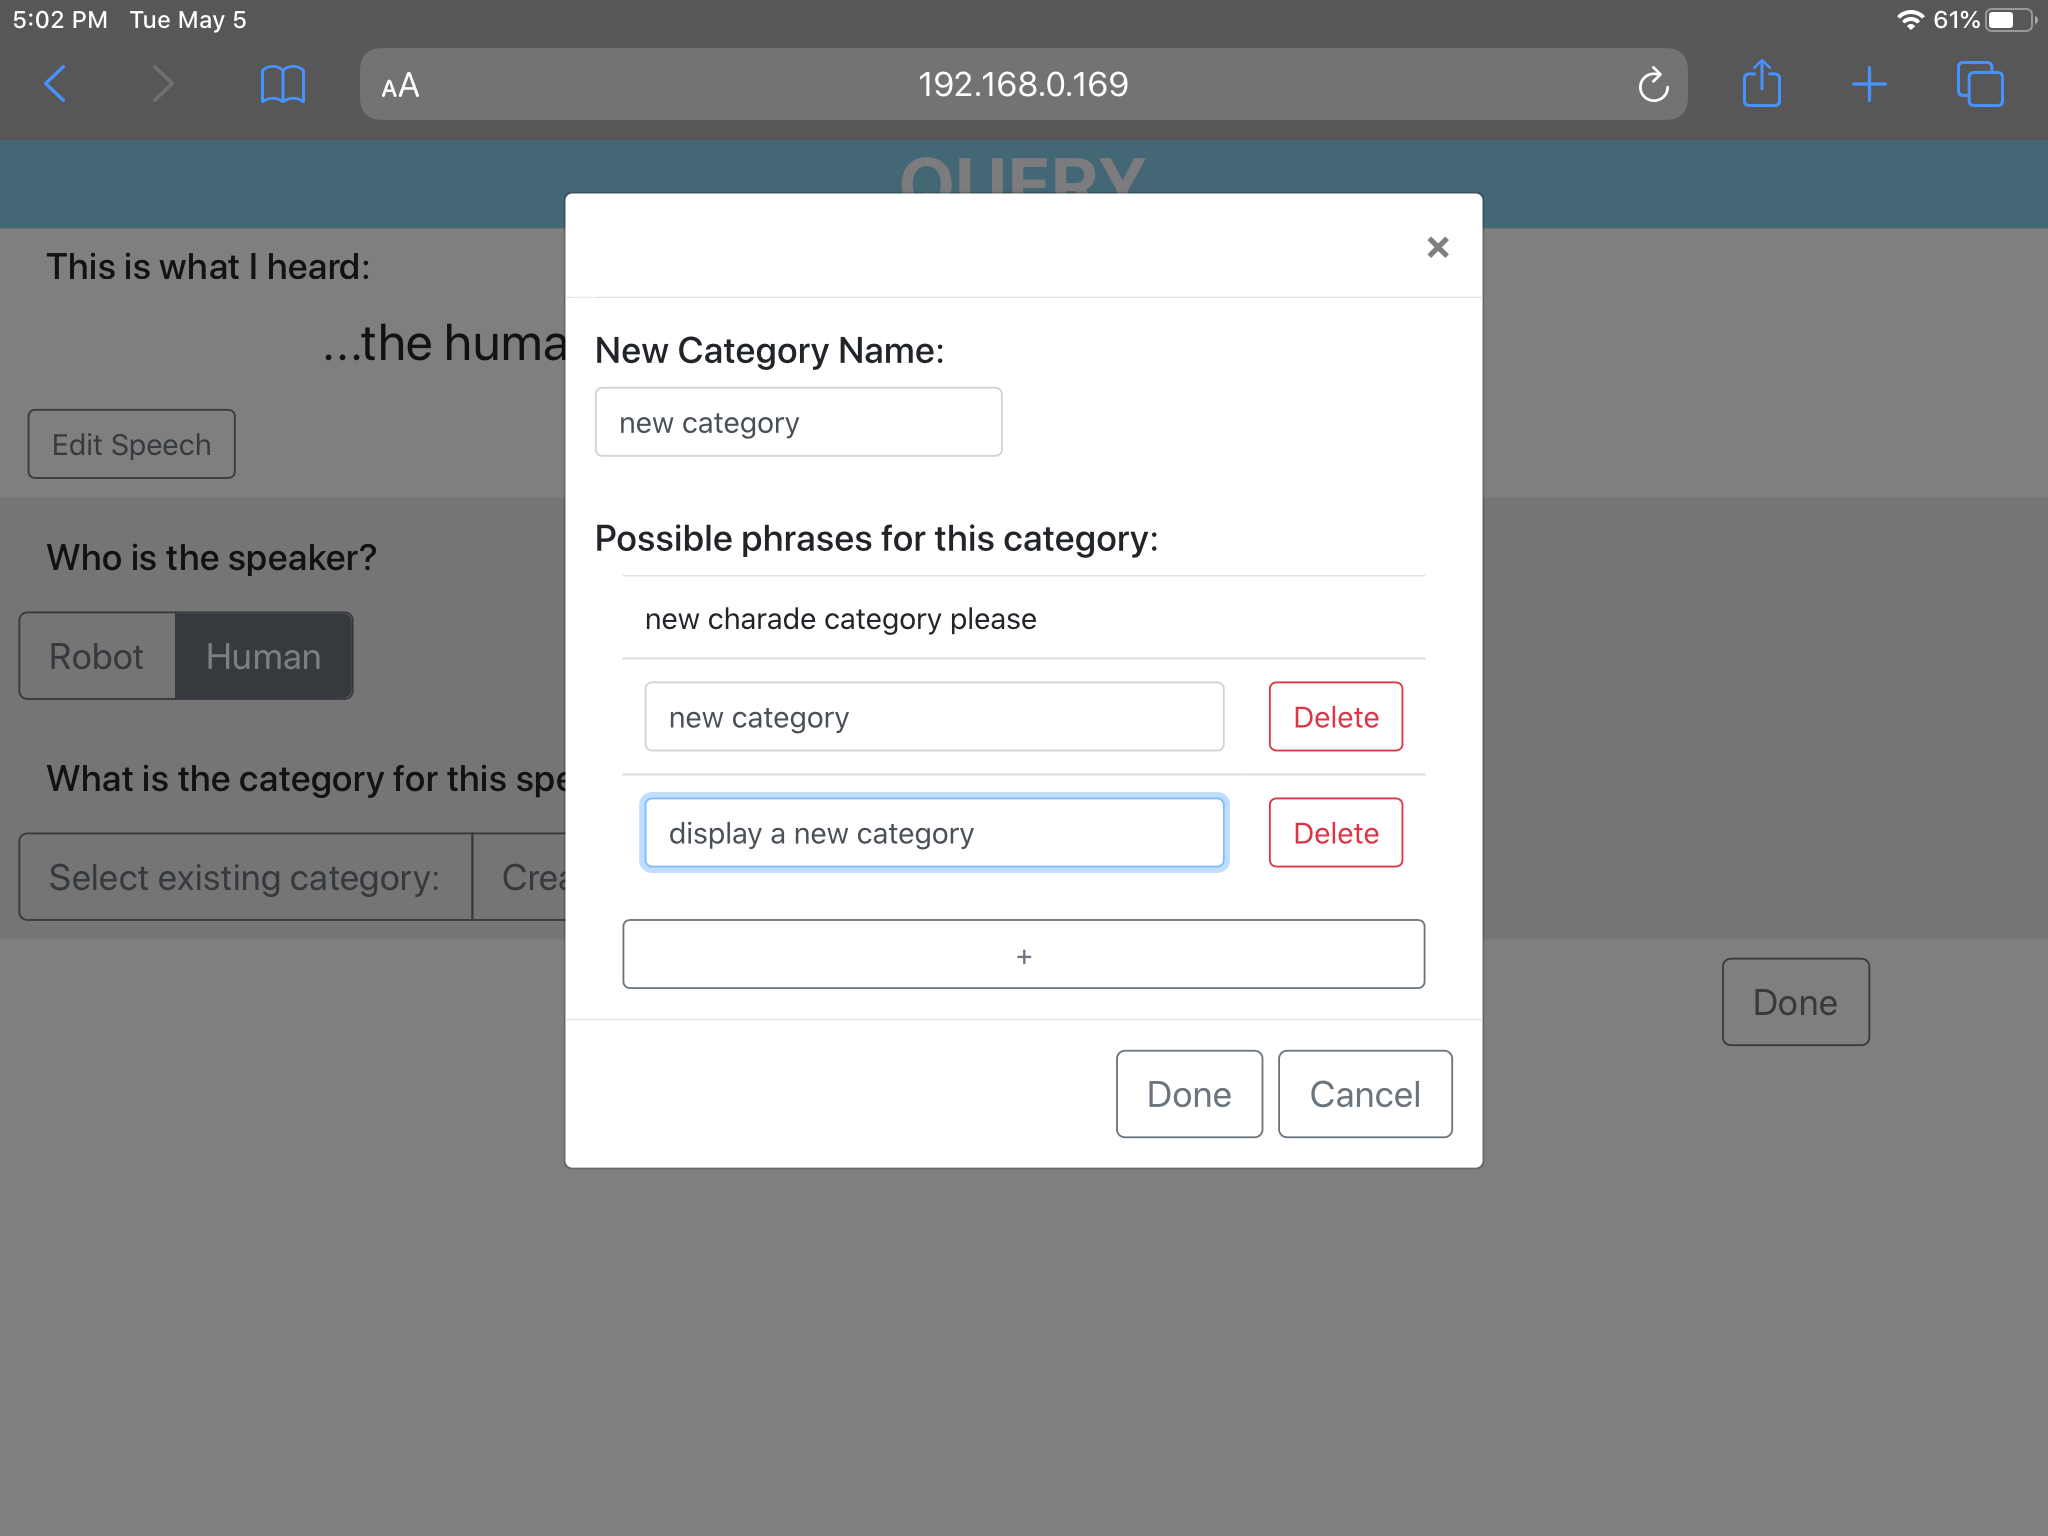 5:02 PM Tue May 5 61%
AA 192.168.0.169
QUERY
This is what I heard:
...the huma
Edit Speech
Who is the speaker?
Robot Human
What is the category for this spe
Select existing category: Crea
Done
×
New Category Name:
new category
Possible phrases for this category:
new charade category please
new category Delete
display a new category Delete
+
Done Cancel